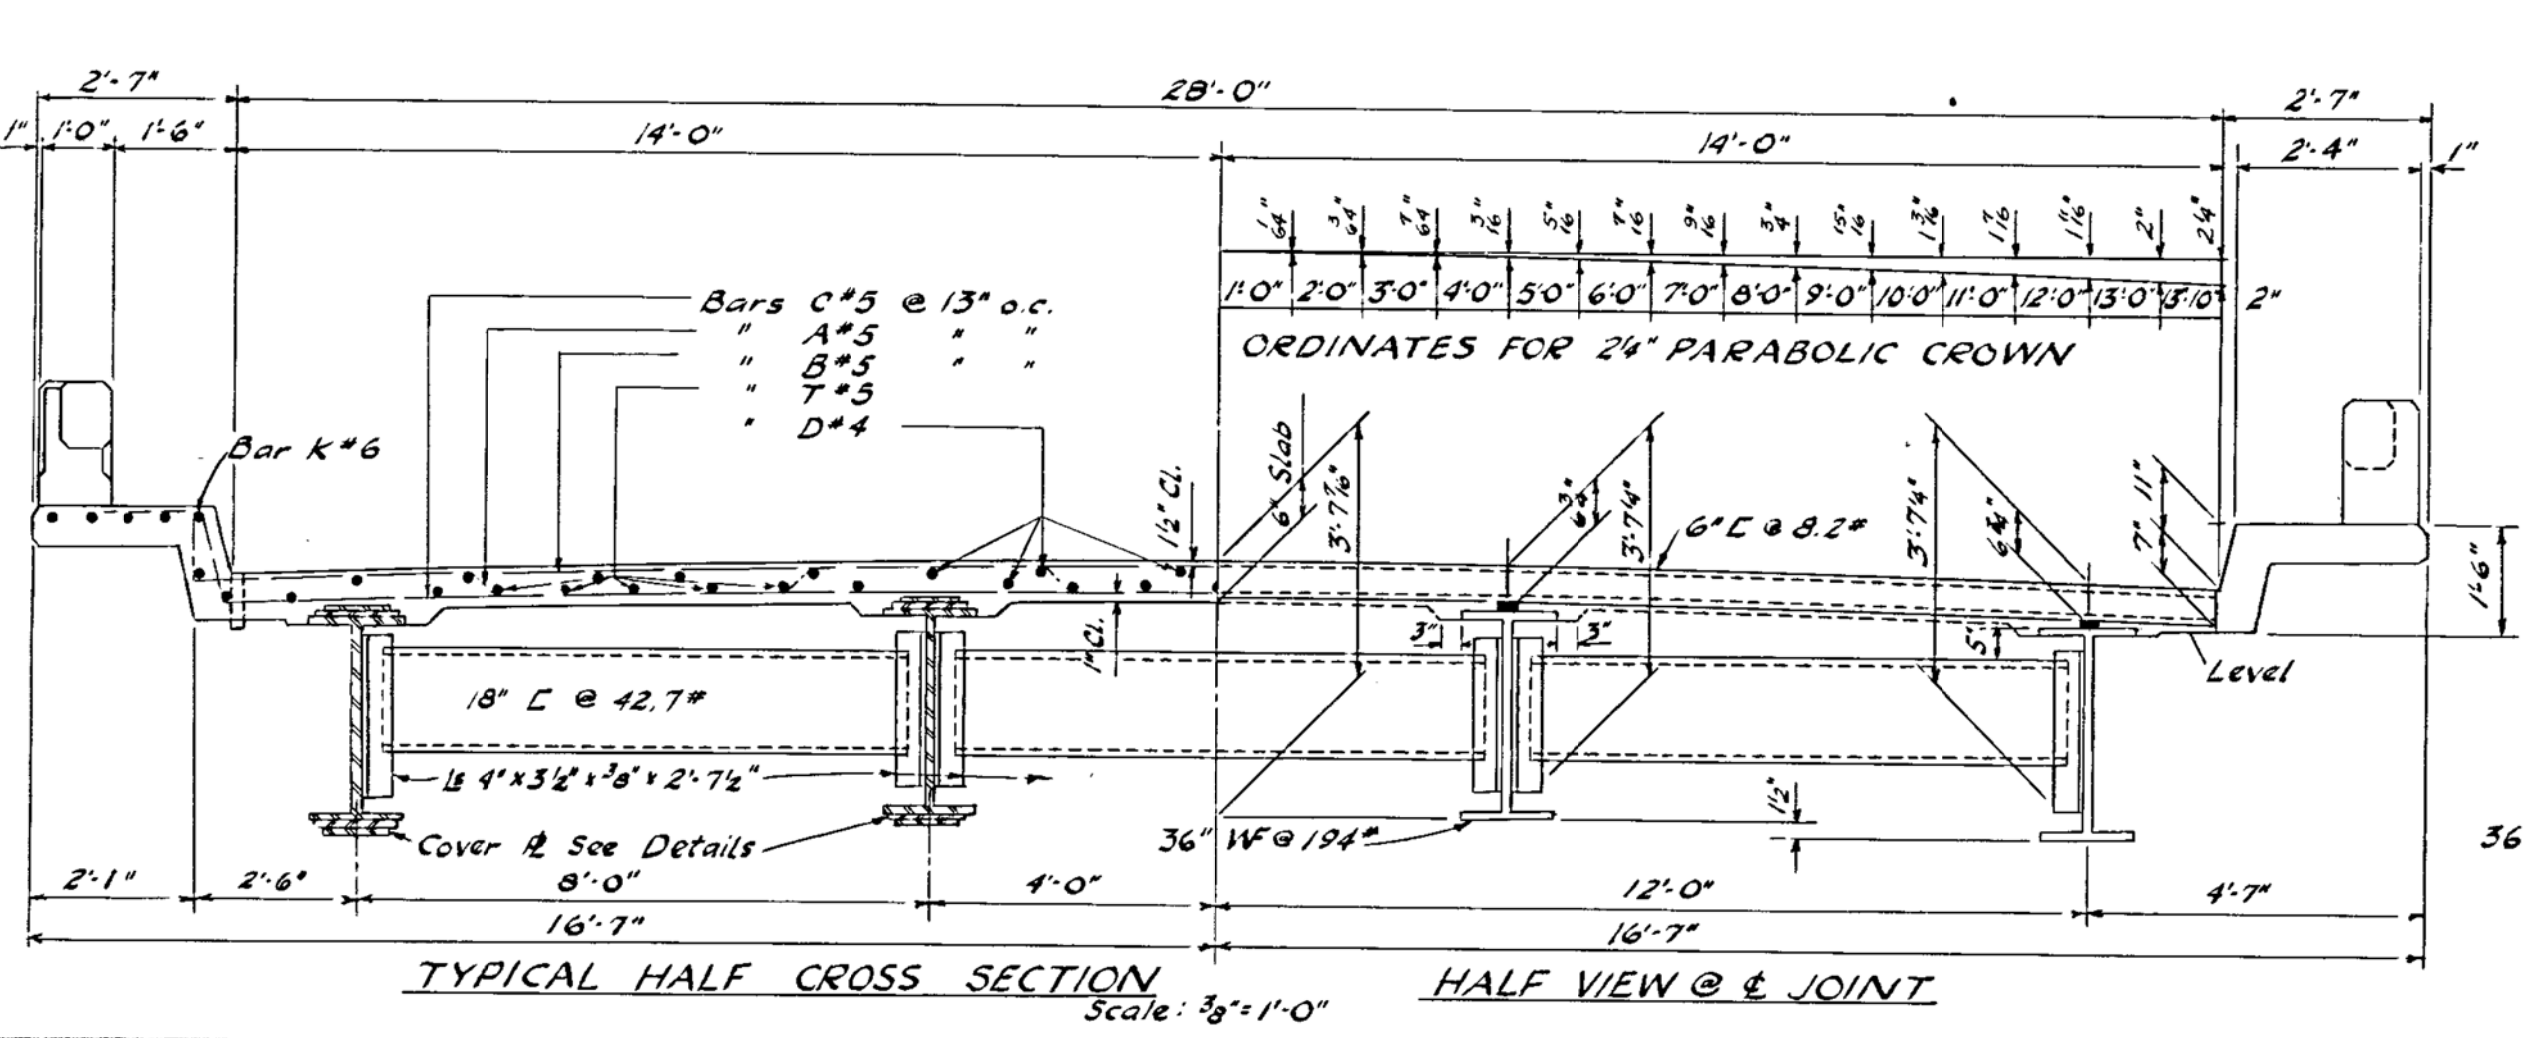 2'-7" 28'-0" 2'-7"
1" 1'-0" 1'-6" 14'-0" 14'-0" 2'-4" 1"
1/64" 3/64" 7/64" 3/16" 5/16" 7/16" 9/16" 3/4" 15/16" 1 3/16" 1 7/16 1 11/16" 2" 2 1/4"
1'-0" 2'-0" 3'-0" 4'-0" 5'-0" 6'-0" 7'-0" 8'-0" 9'-0" 10'-0" 11'-0" 12'-0" 13'-0" 13'-10" 2"
ORDINATES FOR 2 1/4" PARABOLIC CROWN
Bars C #5 @ 13" o.c.
" A #5 " "
" B #5 " "
" T #5
" D #4
Bar K #6
1 1/2" Cl.
6" Slab
3'-7 7/16"
6 3/4"
3'-7 1/4"
6" ㄷ @ 8.2#
3'-7 1/4"
6 3/4"
7" 11"
1'-6"
1" Cl.
3" 3"
5"
Level
18" ㄷ @ 42.7#
Ls 4" x 3 1/2" x 3/8" x 2'-7 1/2"
1 1/2"
Cover ℙL See Details
36" WF @ 194#
36
2'-1" 2'-6" 8'-0" 4'-0" 12'-0" 4'-7"
16'-7" 16'-7"
TYPICAL HALF CROSS SECTION
HALF VIEW @ ℄ JOINT
Scale: 3/8" = 1'-0"